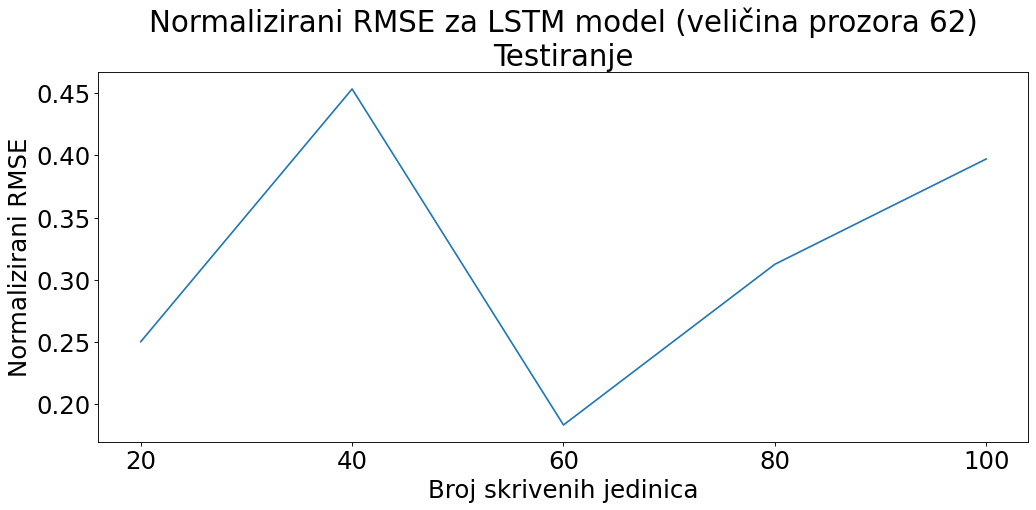 Normalizirani RMSE za LSTM model (veličina prozora 62)
Testiranje
Normalizirani RMSE
0.45
0.40
0.35
0.30
0.25
0.20
20 40 60 80 100
Broj skrivenih jedinica